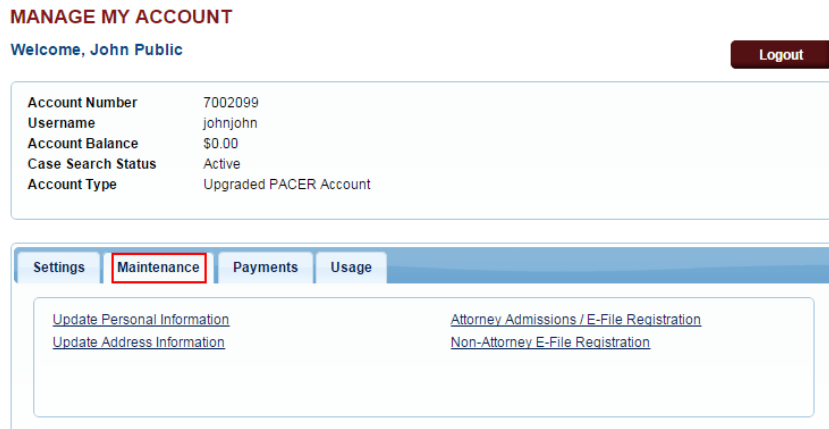 MANAGE MY ACCOUNT
Welcome, John Public
Logout
Account Number 7002099
Username johnjohn
Account Balance $0.00
Case Search Status Active
Account Type Upgraded PACER Account
Settings Maintenance Payments Usage
Update Personal Information Attorney Admissions / E-File Registration
Update Address Information Non-Attorney E-File Registration